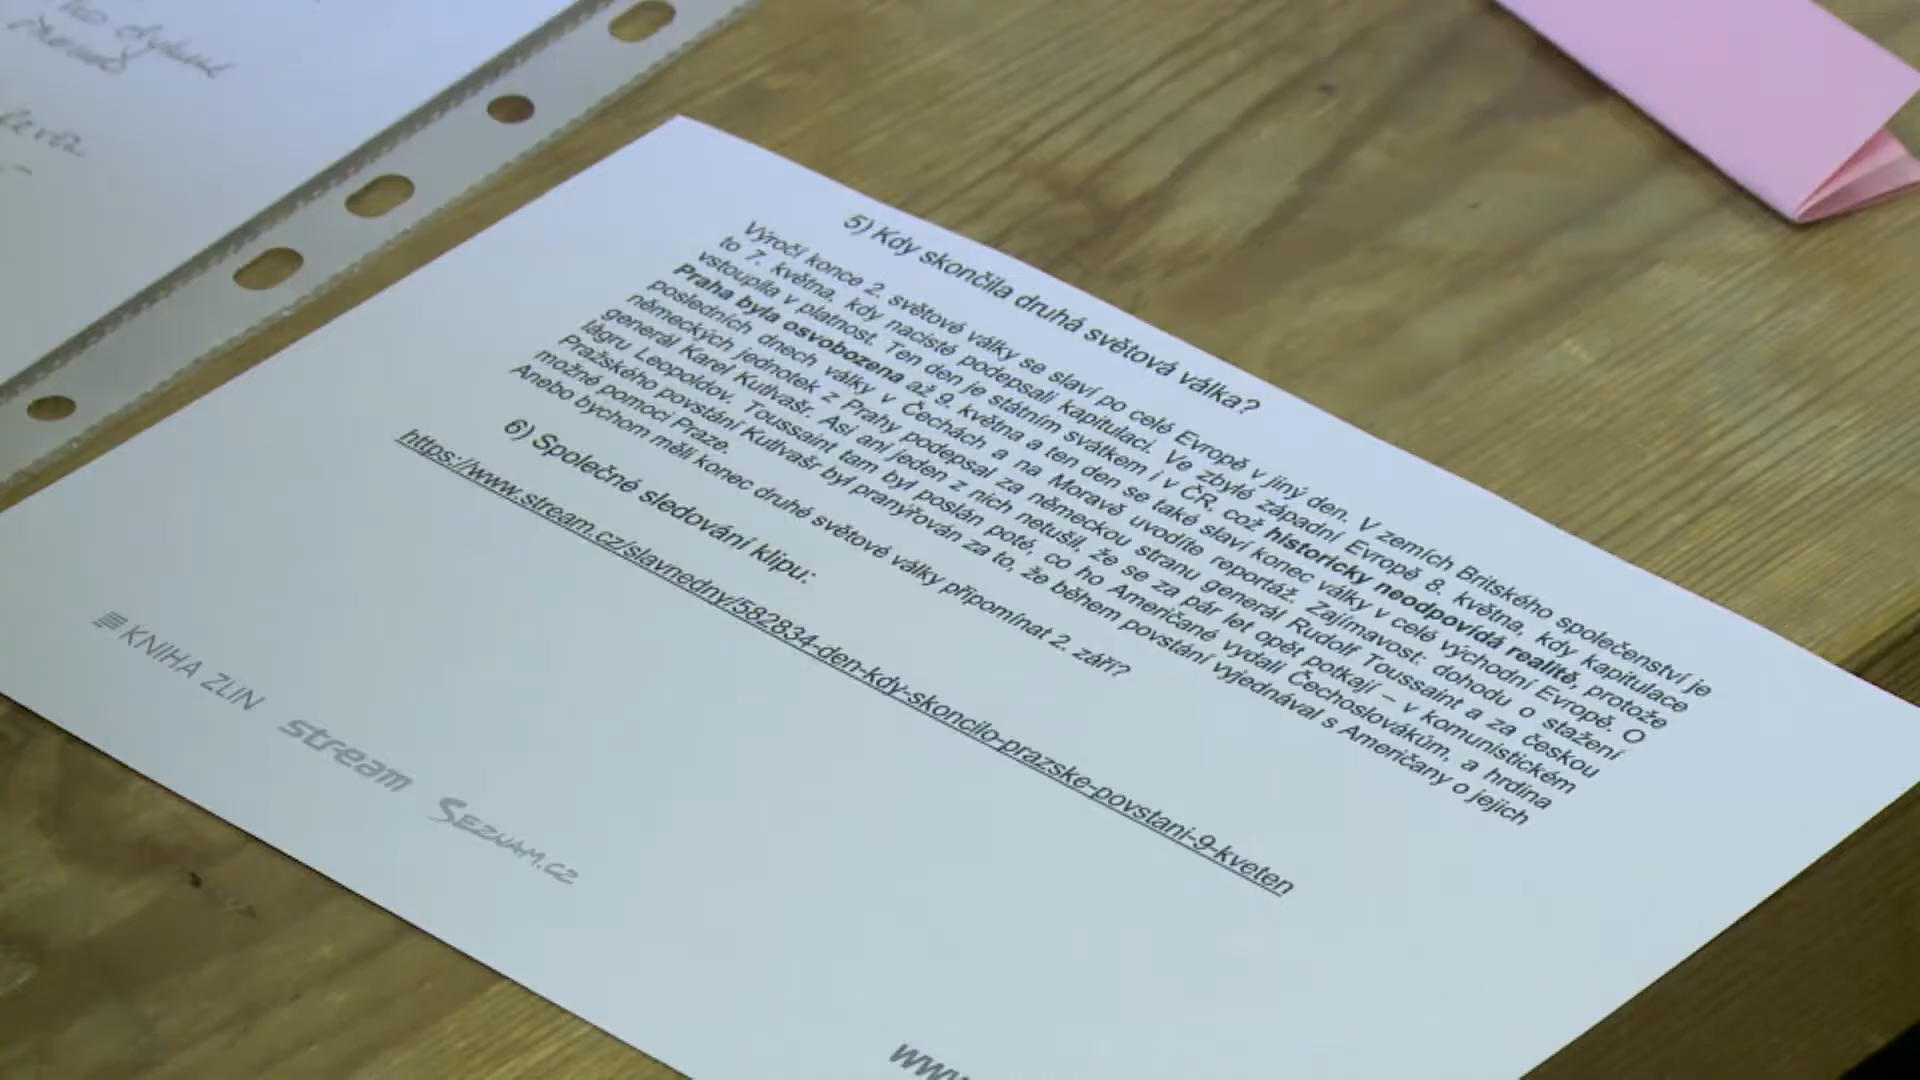 5) Kdy skončila druhá světová válka?
Výročí konce 2. světové války se slaví po celé Evropě v jiný den. V zemích Britského společenství je
to 7. května, kdy nacisté podepsali kapitulaci. Ve zbylé západní Evropě 8. května, kdy kapitulace
vstoupila v platnost. Ten den je státním svátkem i v ČR, což historicky neodpovídá realitě, protože
Praha byla osvobozena až 9. května a ten den se také slaví konec války v celé východní Evropě. O
posledních dnech války v Čechách a na Moravě uvodíte reportáž. Zajímavost: dohodu o stažení
německých jednotek z Prahy podepsal za německou stranu generál Rudolf Toussaint a za českou
generál Karel Kutlvašr. Asi ani jeden z nich netušil, že se za pár let opět potkají – v komunistickém
lágru Leopoldov. Toussaint tam byl poslán poté, co ho Američané vydali Čechoslovákům, a hrdina
Pražského povstání Kutlvašr byl pranýřován za to, že během povstání vyjednával s Američany o jejich
možné pomoci Praze.
Anebo bychom měli konec druhé světové války připomínat 2. září?
6) Společné sledování klipu:
https://www.stream.cz/slavnedny/582834-den-kdy-skoncilo-prazske-povstani-9-kveten
KNIHA ZLIN stream SEZNAM.CZ
www.